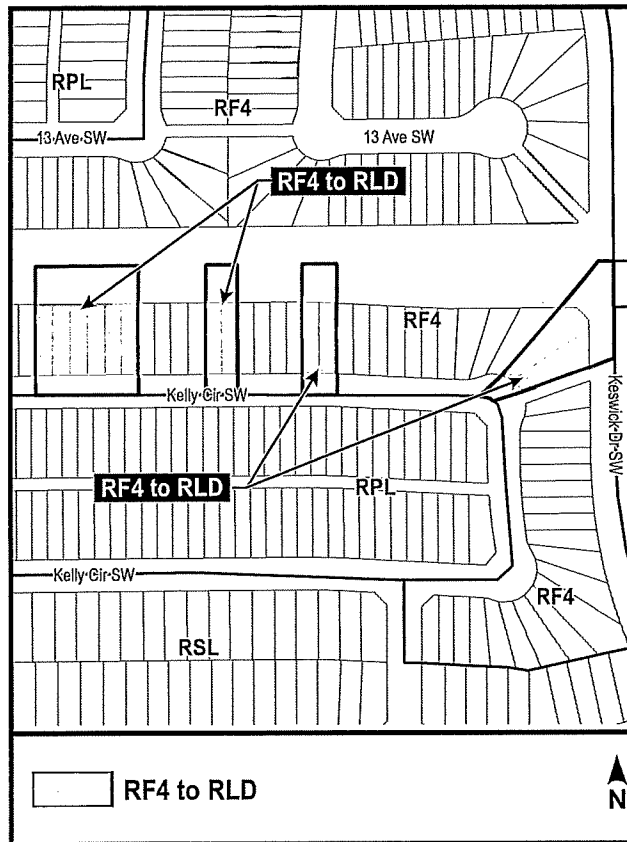 RPL
RF4
13 Ave SW
13 Ave SW
RF4 to RLD
RF4
Kelly Cir SW
Keswick Dr SW
RF4 to RLD
RPL
Kelly Cir SW
RF4
RSL
RF4 to RLD
N